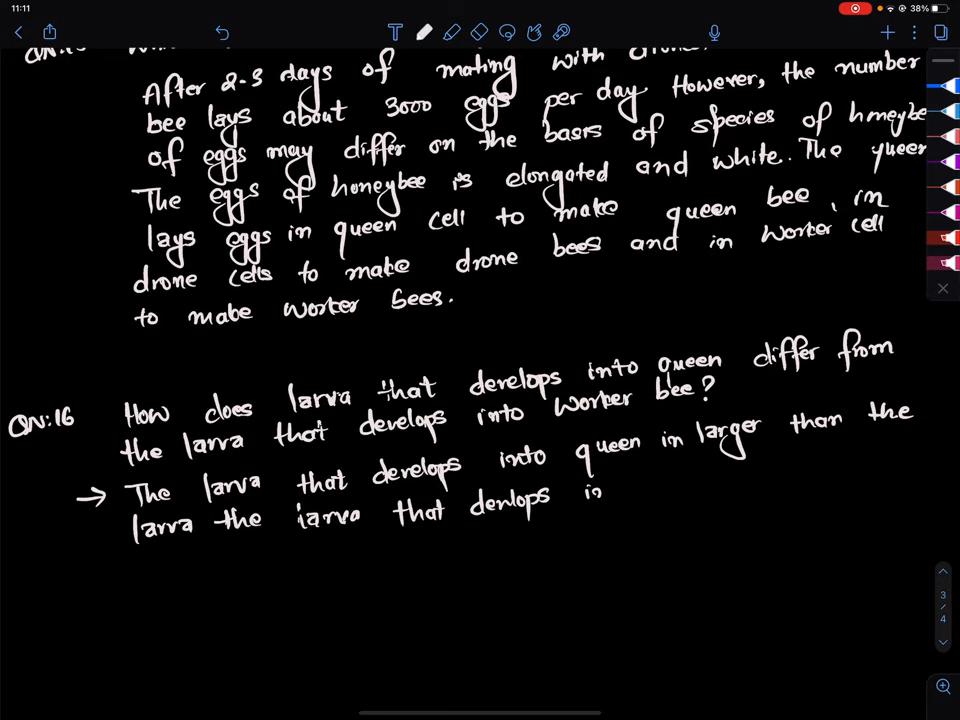 11:11
38%
After 2-3 days of mating with drones.
bee lays about 3000 eggs per day However, the number
of eggs may differ on the basis of species of honeybe
The eggs of honeybee is elongated and white. The queen
lays eggs in queen cell to make queen bee, in
drone cells to make drone bees and in worker cell
to make worker bees.
QN:16 How does larva that develops into queen differ from
the larva that develops into worker bee?
→ The larva that develops into queen in larger than the
larva the larva that denlops is
3
/
4